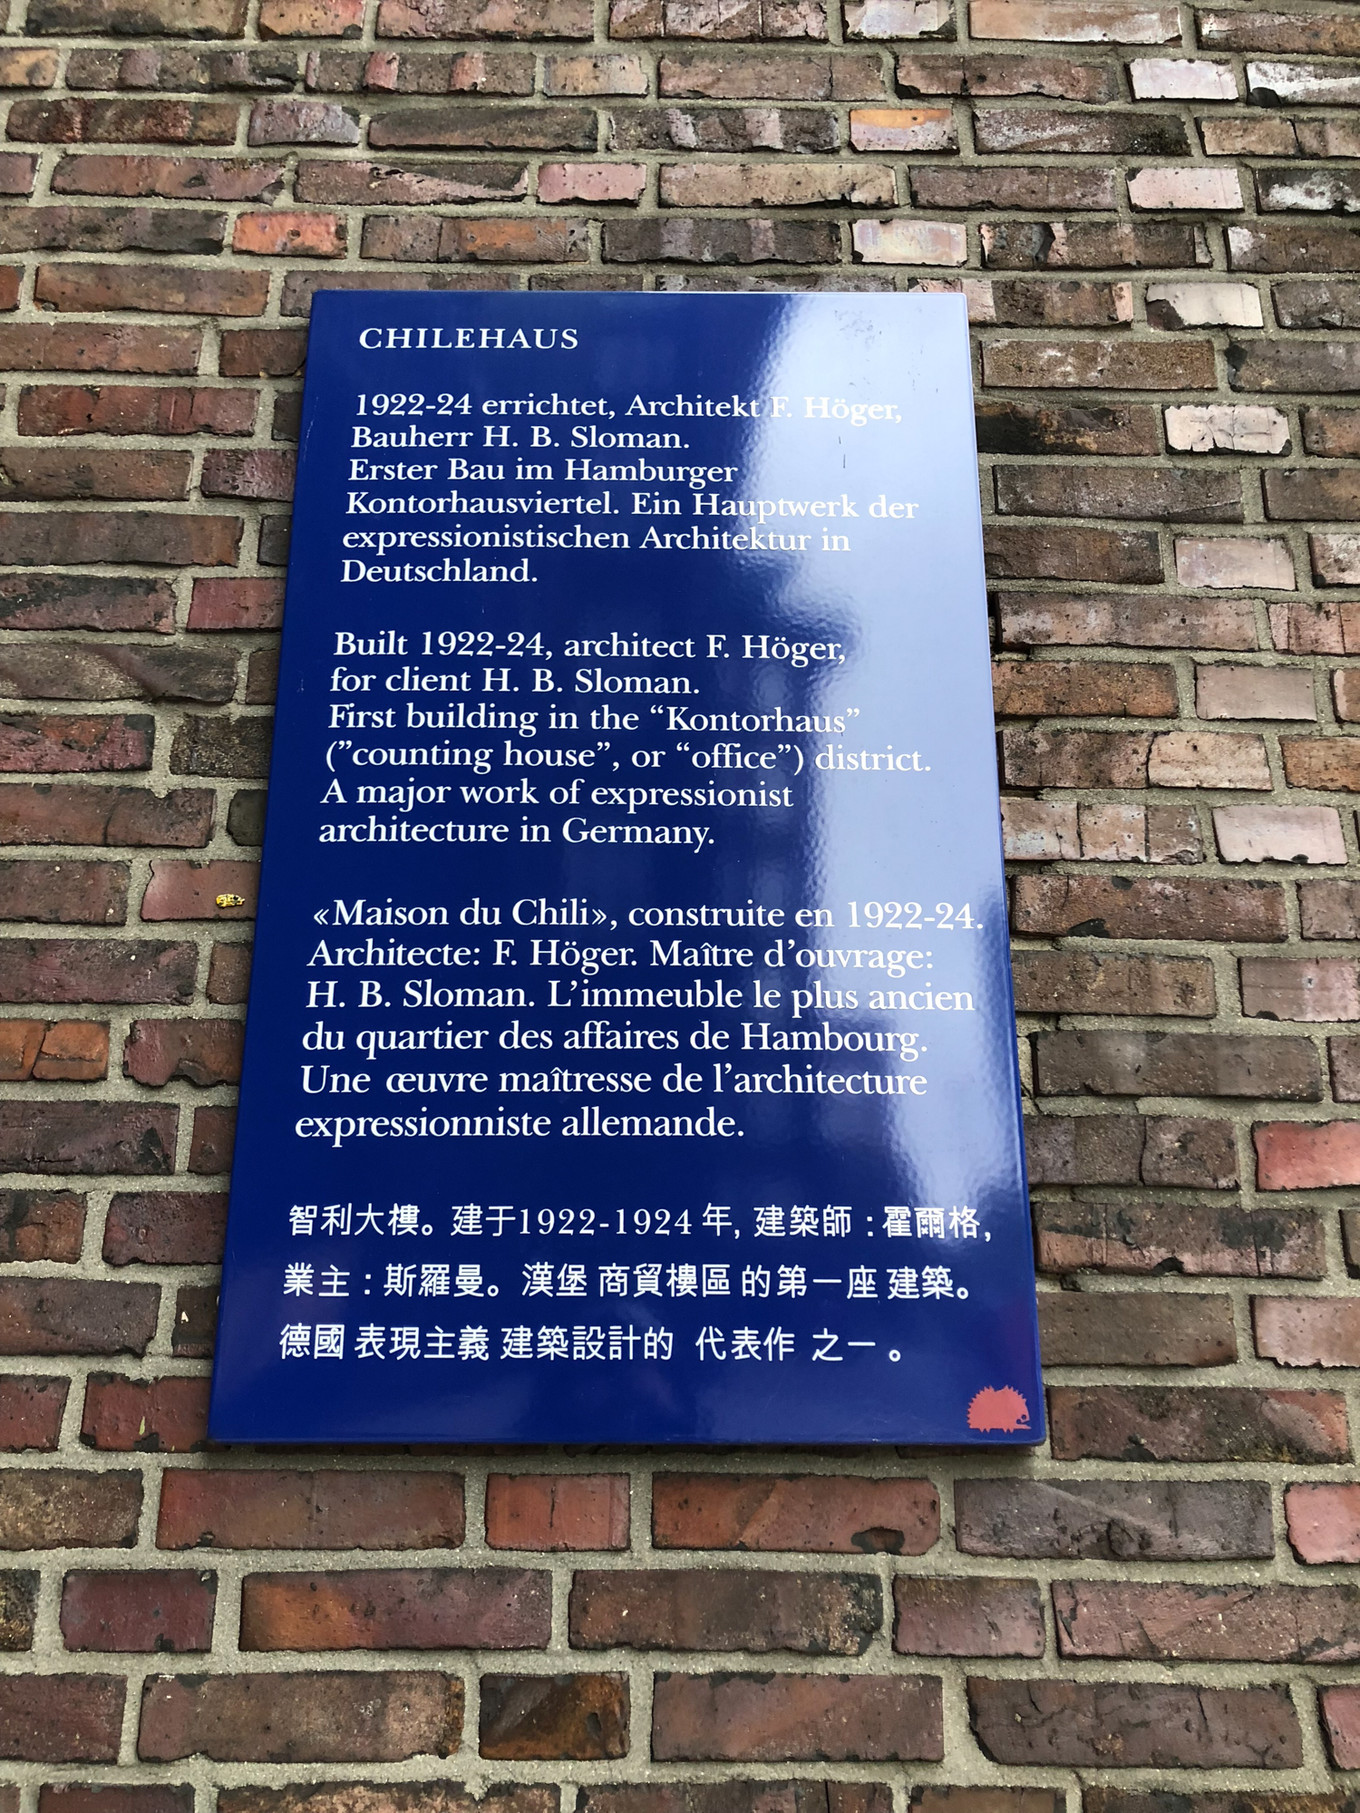 CHILEHAUS
1922-24 errichtet, Architekt F. Höger,
Bauherr H. B. Sloman.
Erster Bau im Hamburger
Kontorhausviertel. Ein Hauptwerk der
expressionistischen Architektur in
Deutschland.
Built 1922-24, architect F. Höger,
for client H. B. Sloman.
First building in the “Kontorhaus”
(”counting house”, or “office”) district.
A major work of expressionist
architecture in Germany.
«Maison du Chili», construite en 1922-24.
Architecte: F. Höger. Maître d’ouvrage:
H. B. Sloman. L’immeuble le plus ancien
du quartier des affaires de Hambourg.
Une œuvre maîtresse de l’architecture
expressionniste allemande.
智利大樓。建于1922-1924 年, 建築師 : 霍爾格,
業主 : 斯羅曼。漢堡 商貿樓區 的第一座 建築。
德國 表現主義 建築設計的 代表作 之一 。